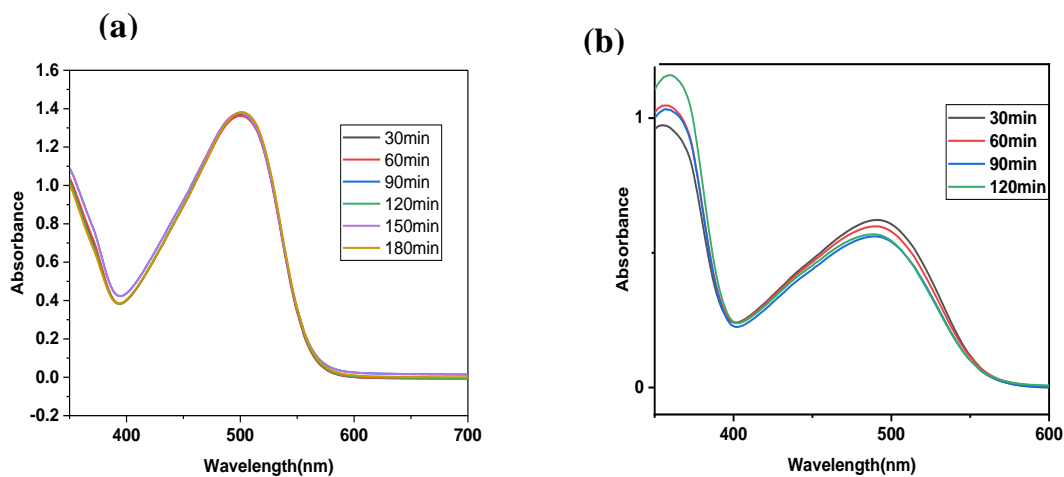 (a)
1.6
1.4
1.2
1.0
0.8
0.6
0.4
0.2
0.0
-0.2
Absorbance
400
500
600
700
Wavelength(nm)
30min
60min
90min
120min
150min
180min
(b)
1
0
Absorbance
400
500
600
Wavelength(nm)
30min
60min
90min
120min